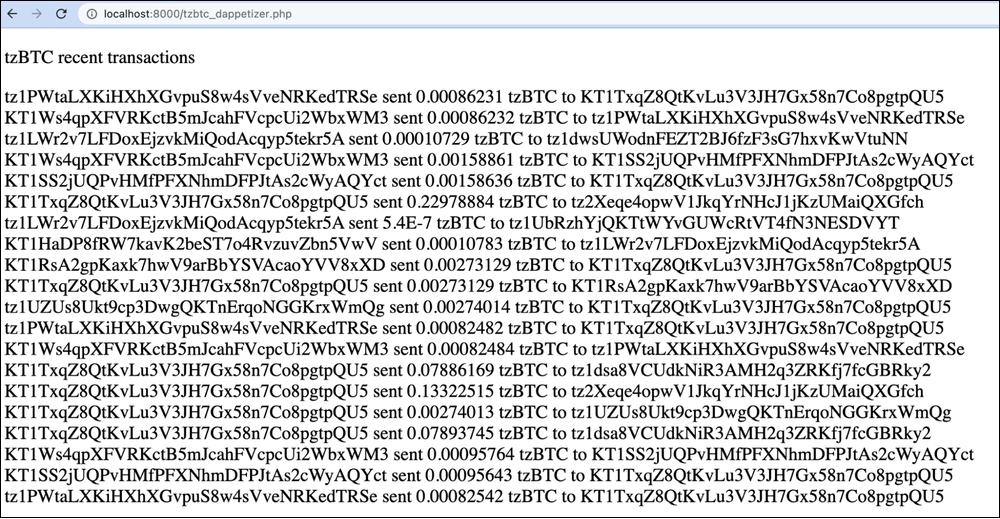 localhost:8000/tzbtc_dappetizer.php
tzBTC recent transactions
tz1PWtaLXKiHXhXGvpuS8w4sVveNRKedTRSe sent 0.00086231 tzBTC to KT1TxqZ8QtKvLu3V3JH7Gx58n7Co8pgtpQU5
KT1Ws4qpXFVRKctB5mJcahFVcpcUi2WbxWM3 sent 0.00086232 tzBTC to tz1PWtaLXKiHXhXGvpuS8w4sVveNRKedTRSe
tz1LWr2v7LFDoxEjzvkMiQodAcqyp5tekr5A sent 0.00010729 tzBTC to tz1dwsUWodnFEZT2BJ6fzF3sG7hxvKwVtuNN
KT1Ws4qpXFVRKctB5mJcahFVcpcUi2WbxWM3 sent 0.00158861 tzBTC to KT1SS2jUQPvHMfPFXNhmDFPJtAs2cWyAQYct
KT1SS2jUQPvHMfPFXNhmDFPJtAs2cWyAQYct sent 0.00158636 tzBTC to KT1TxqZ8QtKvLu3V3JH7Gx58n7Co8pgtpQU5
KT1TxqZ8QtKvLu3V3JH7Gx58n7Co8pgtpQU5 sent 0.22978884 tzBTC to tz2Xeqe4opwV1JkqYrNHcJ1jKzUMaiQXGfch
tz1LWr2v7LFDoxEjzvkMiQodAcqyp5tekr5A sent 5.4E-7 tzBTC to tz1UbRzhYjQKTtWYvGUWcRtVT4fN3NESDVYT
KT1HaDP8fRW7kavK2beST7o4RvzuvZbn5VwV sent 0.00010783 tzBTC to tz1LWr2v7LFDoxEjzvkMiQodAcqyp5tekr5A
KT1RsA2gpKaxk7hwV9arBbYSVAcaoYVV8xXD sent 0.00273129 tzBTC to KT1TxqZ8QtKvLu3V3JH7Gx58n7Co8pgtpQU5
KT1TxqZ8QtKvLu3V3JH7Gx58n7Co8pgtpQU5 sent 0.00273129 tzBTC to KT1RsA2gpKaxk7hwV9arBbYSVAcaoYVV8xXD
tz1UZUs8Ukt9cp3DwgQKTnErqoNGGKrxWmQg sent 0.00274014 tzBTC to KT1TxqZ8QtKvLu3V3JH7Gx58n7Co8pgtpQU5
tz1PWtaLXKiHXhXGvpuS8w4sVveNRKedTRSe sent 0.00082482 tzBTC to KT1TxqZ8QtKvLu3V3JH7Gx58n7Co8pgtpQU5
KT1Ws4qpXFVRKctB5mJcahFVcpcUi2WbxWM3 sent 0.00082484 tzBTC to tz1PWtaLXKiHXhXGvpuS8w4sVveNRKedTRSe
KT1TxqZ8QtKvLu3V3JH7Gx58n7Co8pgtpQU5 sent 0.07886169 tzBTC to tz1dsa8VCUdkNiR3AMH2q3ZRKfj7fcGBRky2
KT1TxqZ8QtKvLu3V3JH7Gx58n7Co8pgtpQU5 sent 0.13322515 tzBTC to tz2Xeqe4opwV1JkqYrNHcJ1jKzUMaiQXGfch
KT1TxqZ8QtKvLu3V3JH7Gx58n7Co8pgtpQU5 sent 0.00274013 tzBTC to tz1UZUs8Ukt9cp3DwgQKTnErqoNGGKrxWmQg
KT1TxqZ8QtKvLu3V3JH7Gx58n7Co8pgtpQU5 sent 0.07893745 tzBTC to tz1dsa8VCUdkNiR3AMH2q3ZRKfj7fcGBRky2
KT1Ws4qpXFVRKctB5mJcahFVcpcUi2WbxWM3 sent 0.00095764 tzBTC to KT1SS2jUQPvHMfPFXNhmDFPJtAs2cWyAQYct
KT1SS2jUQPvHMfPFXNhmDFPJtAs2cWyAQYct sent 0.00095643 tzBTC to KT1TxqZ8QtKvLu3V3JH7Gx58n7Co8pgtpQU5
tz1PWtaLXKiHXhXGvpuS8w4sVveNRKedTRSe sent 0.00082542 tzBTC to KT1TxqZ8QtKvLu3V3JH7Gx58n7Co8pgtpQU5